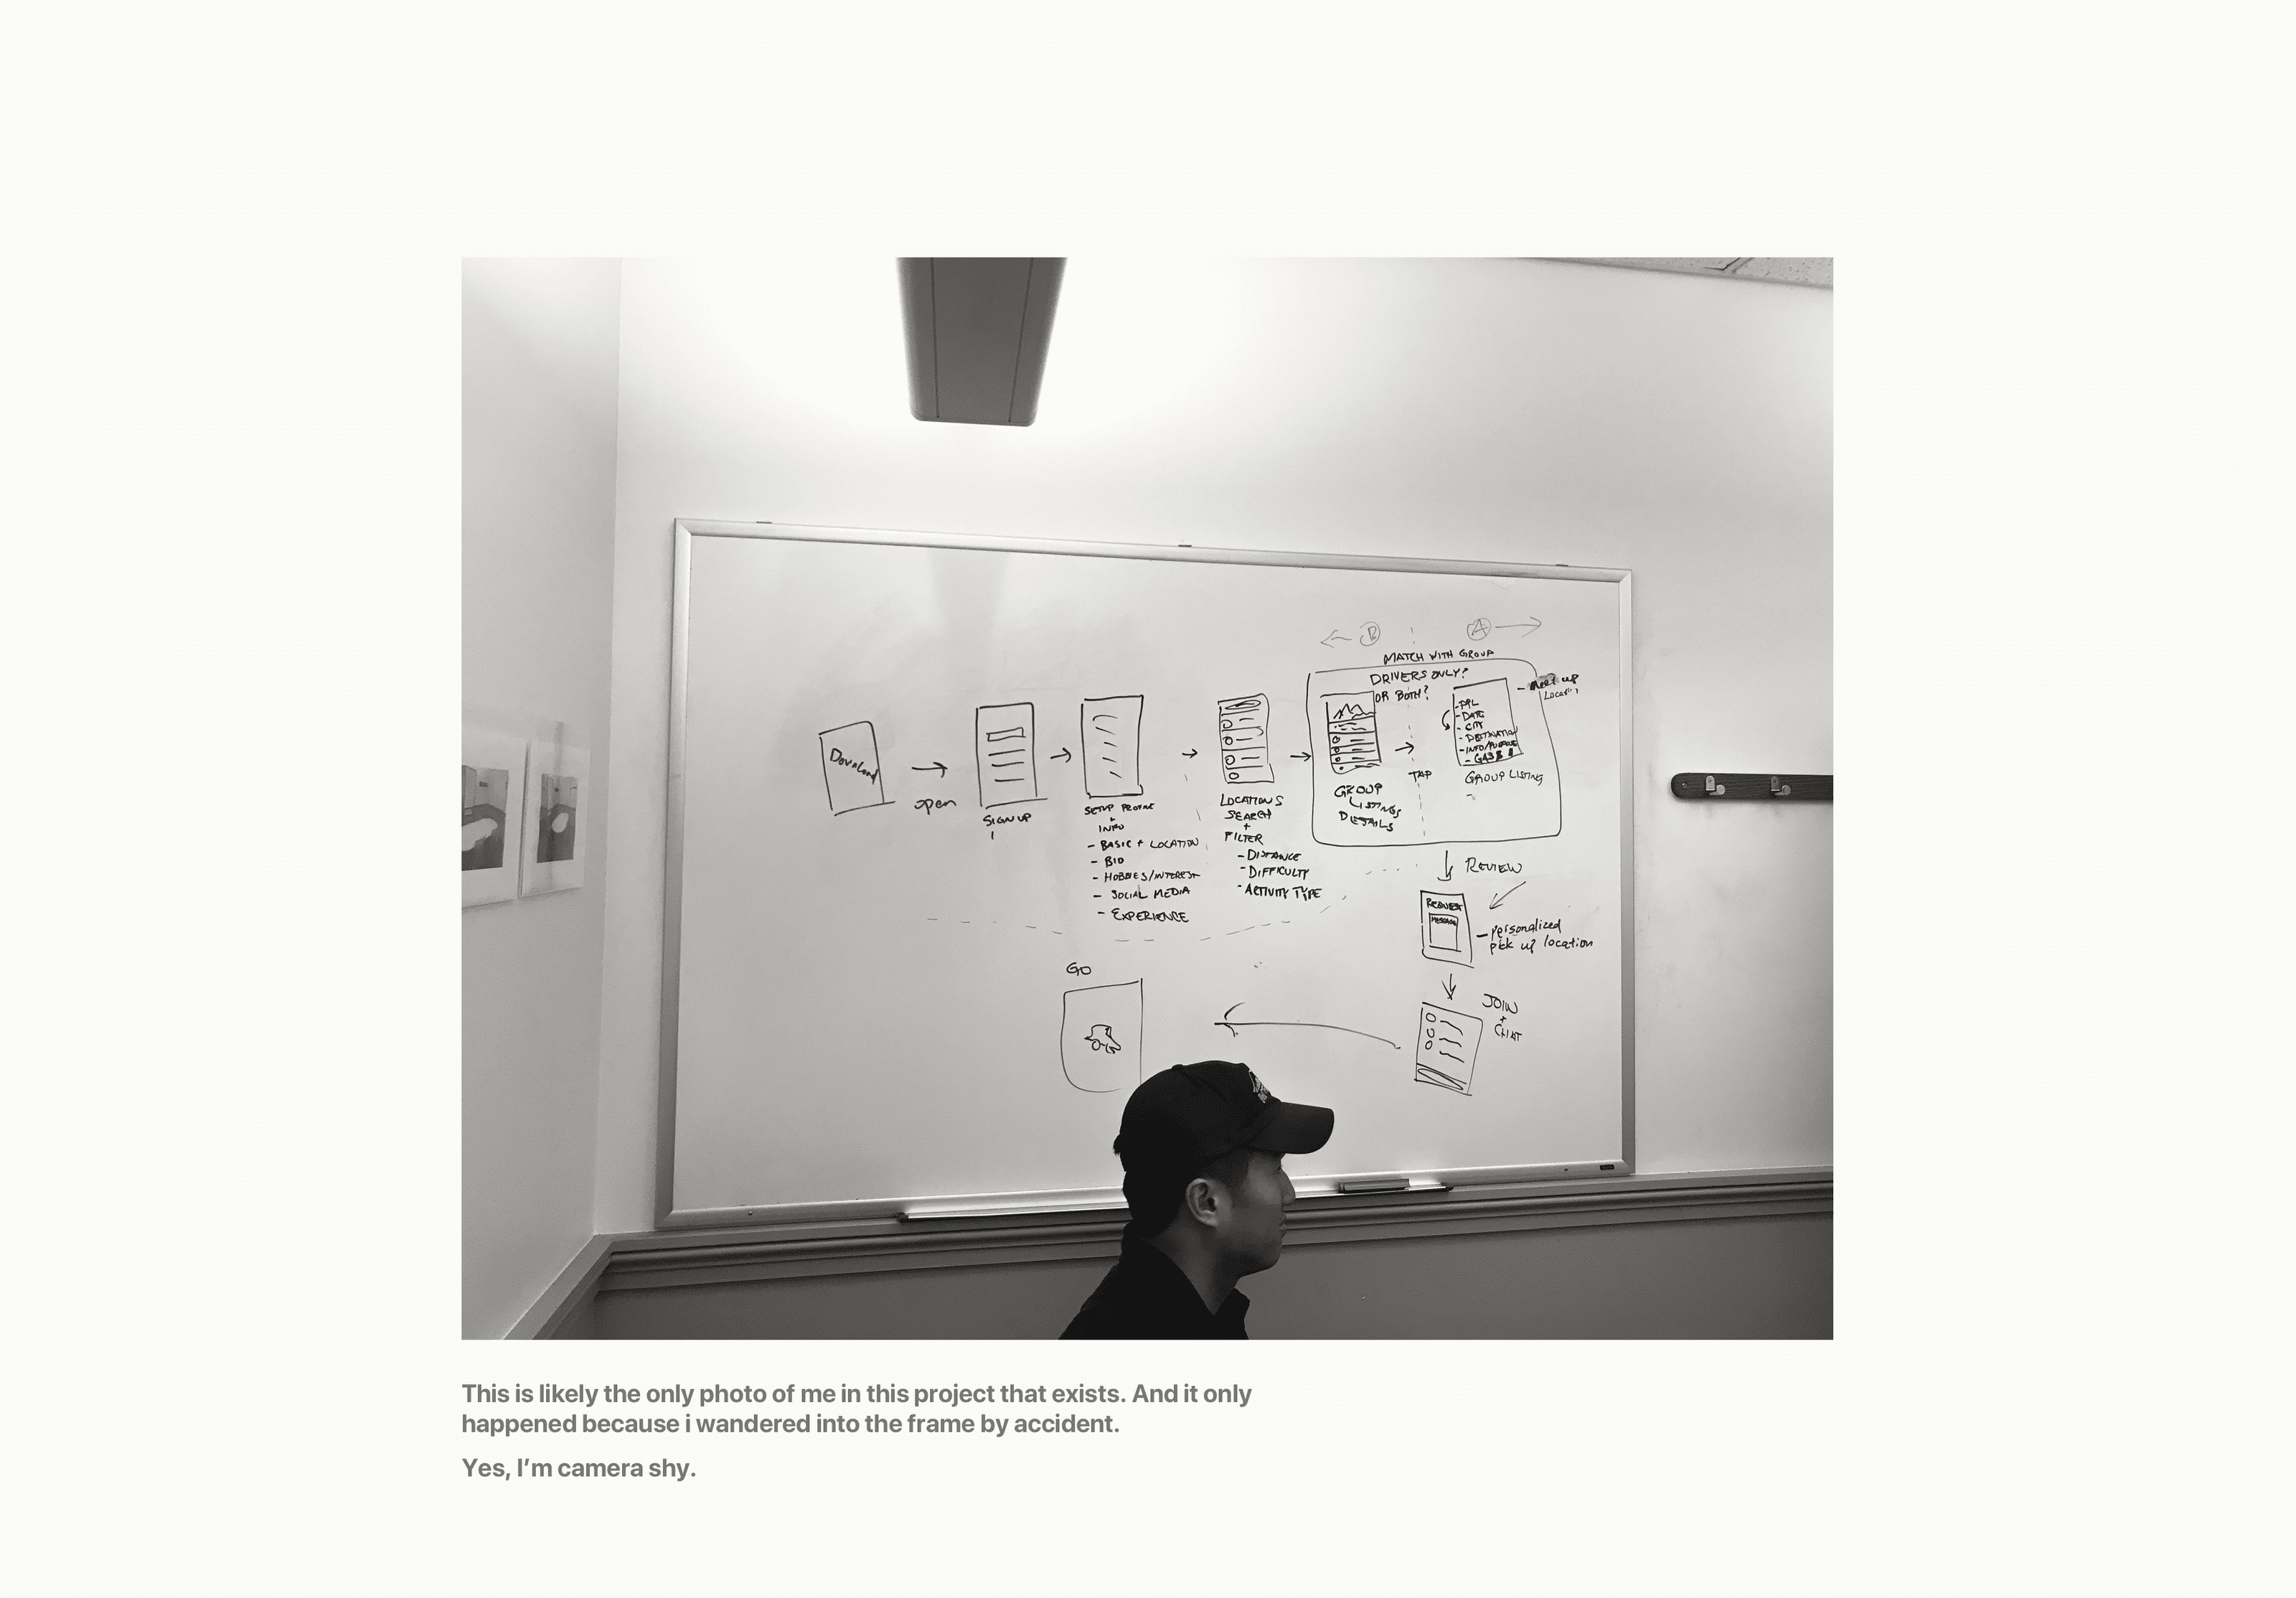 B
A
MATCH WITH GROUP
DRIVERS ONLY?
OR BOTH?
Download
open
SIGN UP
SETUP PROFILE
+
INFO
- BASIC + LOCATION
- BIO
- HOBBIES/INTEREST
- SOCIAL MEDIA
- EXPERIENCE
LOCATIONS
SEARCH
+
FILTER
- DISTANCE
- DIFFICULTY
- ACTIVITY TYPE
GROUP
LISTINGS
DETAILS
TAP
- PPL
- DATE
- CITY
- DESTINATION
- INFO/PURPOSE
- GAS $
GROUP LISTING
-
- Meet up
REVIEW
REQUEST
MESSAGE
- personalized
pick up location
JOIN
+
CHAT
GO
This is likely the only photo of me in this project that exists. And it only
happened because i wandered into the frame by accident.
Yes, I’m camera shy.